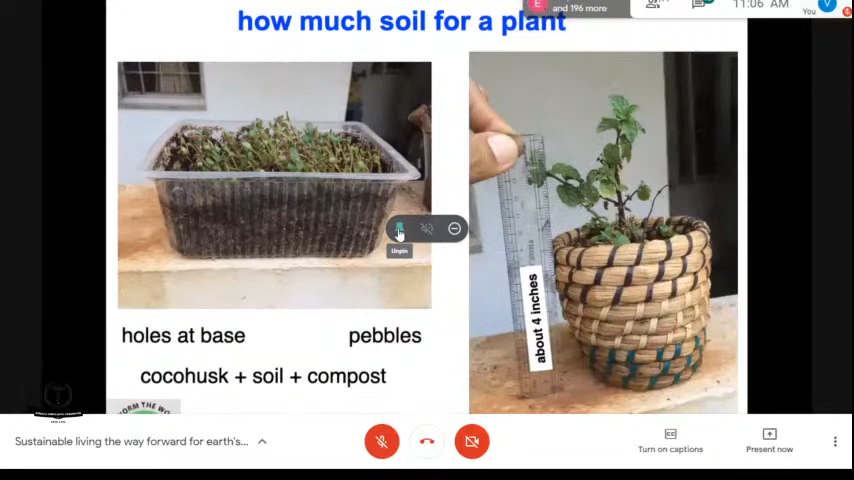 how much soil for a plant
E
and 196 more
11:06 AM
You
V
Unpin
about 4 inches
holes at base
pebbles
cocohusk + soil + compost
Sustainable living the way forward for earth's...
Turn on captions
Present now